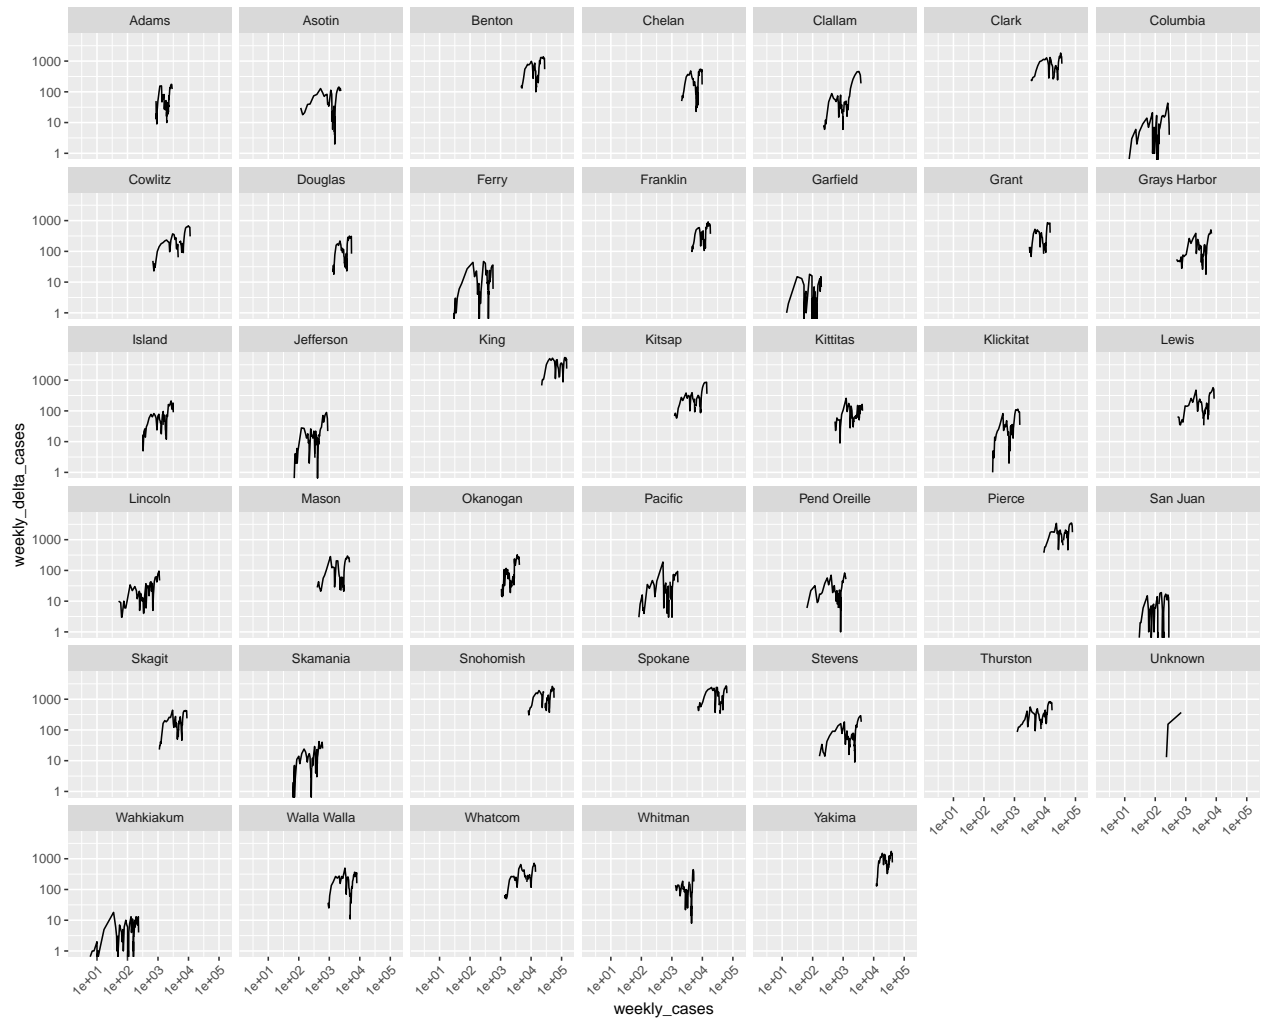 Adams Asotin Benton Chelan Clallam Clark Columbia
1000
100
10
1
Cowlitz Douglas Ferry Franklin Garfield Grant Grays Harbor
1000
100
10
1
Island Jefferson King Kitsap Kittitas Klickitat Lewis
1000
100
10
1
weekly_delta_cases
Lincoln Mason Okanogan Pacific Pend Oreille Pierce San Juan
1000
100
10
1
Skagit Skamania Snohomish Spokane Stevens Thurston Unknown
1000
100
10
1
1e+01 1e+02 1e+03 1e+04 1e+05 1e+01 1e+02 1e+03 1e+04 1e+05
Wahkiakum Walla Walla Whatcom Whitman Yakima
1000
100
10
1
1e+01 1e+02 1e+03 1e+04 1e+05 1e+01 1e+02 1e+03 1e+04 1e+05 1e+01 1e+02 1e+03 1e+04 1e+05 1e+01 1e+02 1e+03 1e+04 1e+05 1e+01 1e+02 1e+03 1e+04 1e+05
weekly_cases